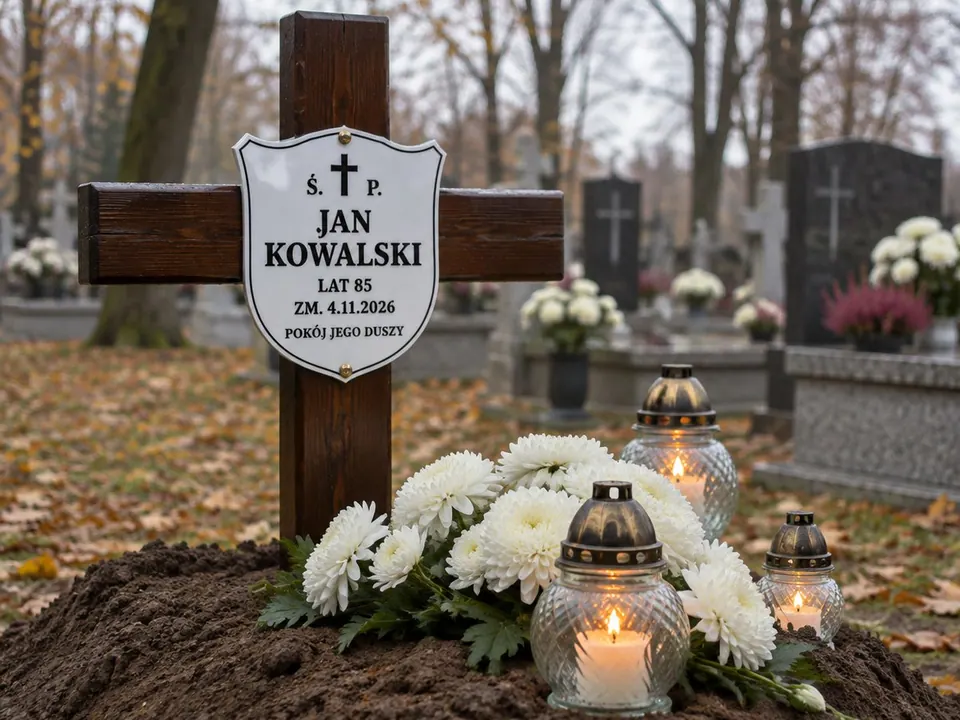 Ś. P.
JAN
KOWALSKI
LAT 85
ZM. 4.11.2026
POKÓJ JEGO DUSZY